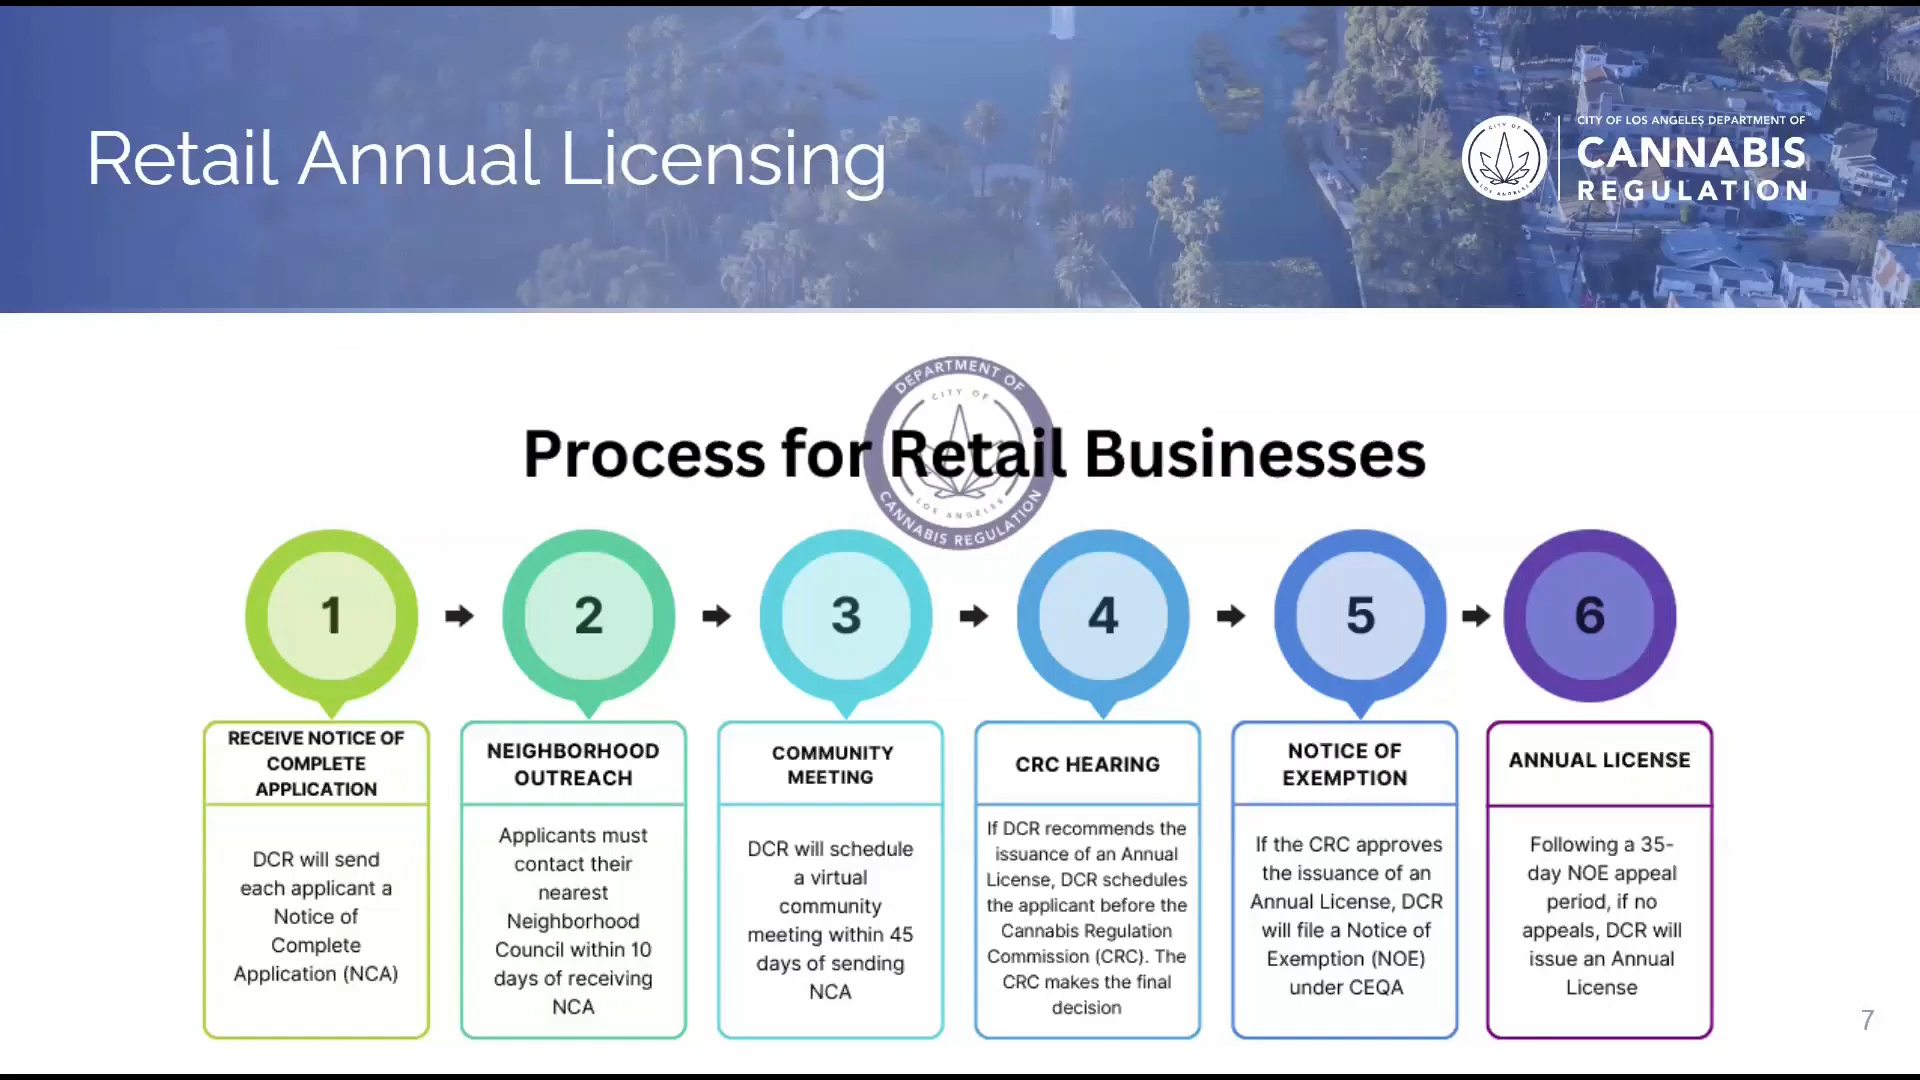 Retail Annual Licensing
CITY OF LOS ANGELES DEPARTMENT OF
CANNABIS
REGULATION
CITY OF
LOS ANGELES
DEPARTMENT OF
CITY OF
LOS ANGELES
CANNABIS REGULATION
Process for Retail Businesses
1
2
3
4
5
6
RECEIVE NOTICE OF
COMPLETE
APPLICATION
DCR will send
each applicant a
Notice of
Complete
Application (NCA)
NEIGHBORHOOD
OUTREACH
Applicants must
contact their
nearest
Neighborhood
Council within 10
days of receiving
NCA
COMMUNITY
MEETING
DCR will schedule
a virtual
community
meeting within 45
days of sending
NCA
CRC HEARING
If DCR recommends the
issuance of an Annual
License, DCR schedules
the applicant before the
Cannabis Regulation
Commission (CRC). The
CRC makes the final
decision
NOTICE OF
EXEMPTION
If the CRC approves
the issuance of an
Annual License, DCR
will file a Notice of
Exemption (NOE)
under CEQA
ANNUAL LICENSE
Following a 35-
day NOE appeal
period, if no
appeals, DCR will
issue an Annual
License
7